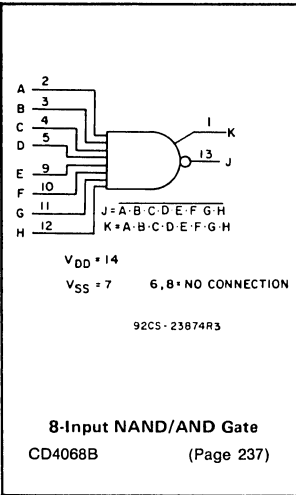 A 2
B 3
C 4
D 5
E 9
F 10
G 11
H 12
1 K
13 J
J=A·B·C·D·E·F·G·H
K=A·B·C·D·E·F·G·H
VDD = 14
VSS = 7 6,8= NO CONNECTION
92CS-23874R3
8-Input NAND/AND Gate
CD4068B (Page 237)